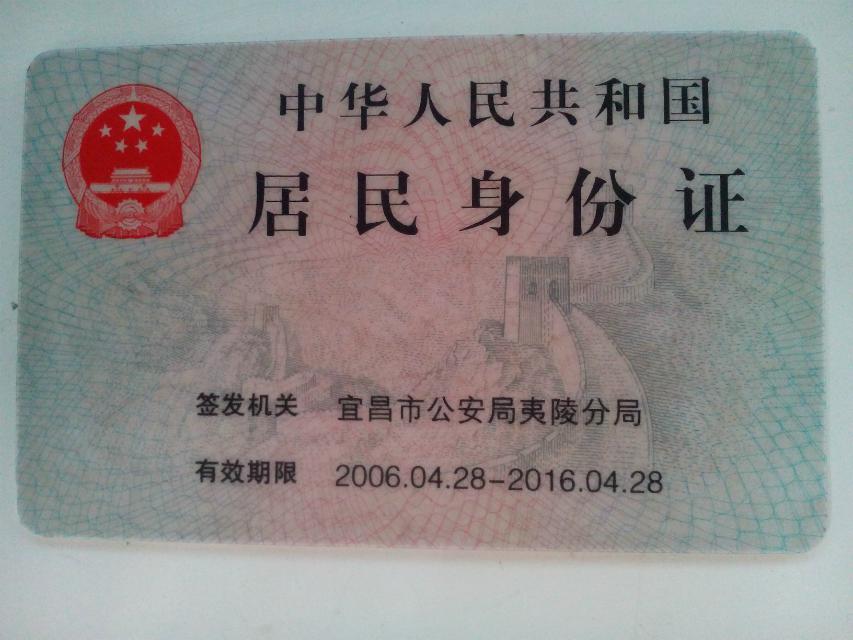 中华人民共和国
居民身份证
签发机关 宜昌市公安局夷陵分局
有效期限 2006.04.28-2016.04.28